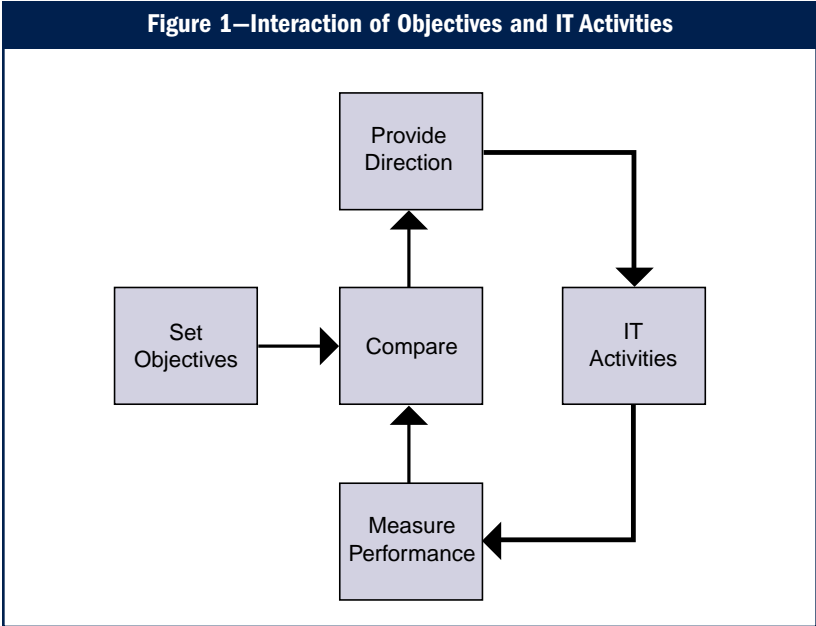 Figure 1—Interaction of Objectives and IT Activities
Provide
Direction
Set
Objectives
Compare
IT
Activities
Measure
Performance